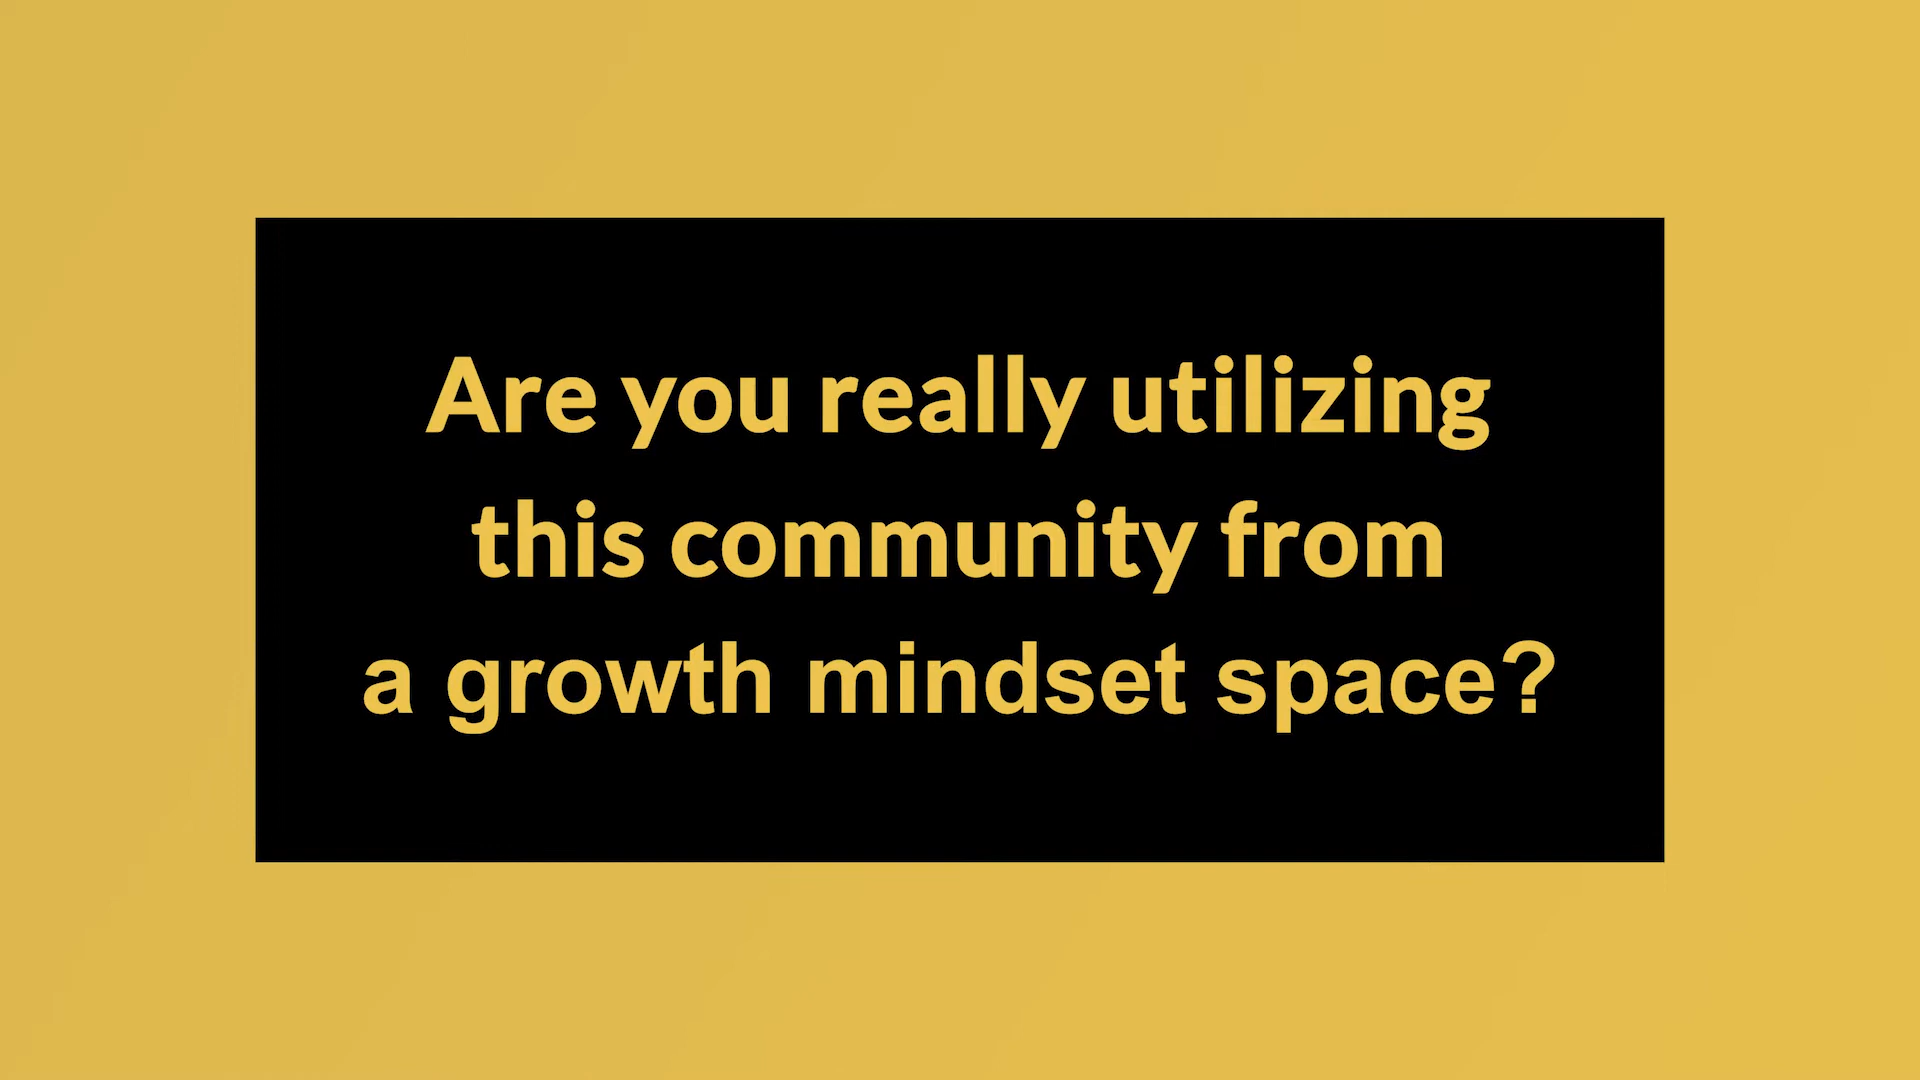 Are you really utilizing
this community from
a growth mindset space?